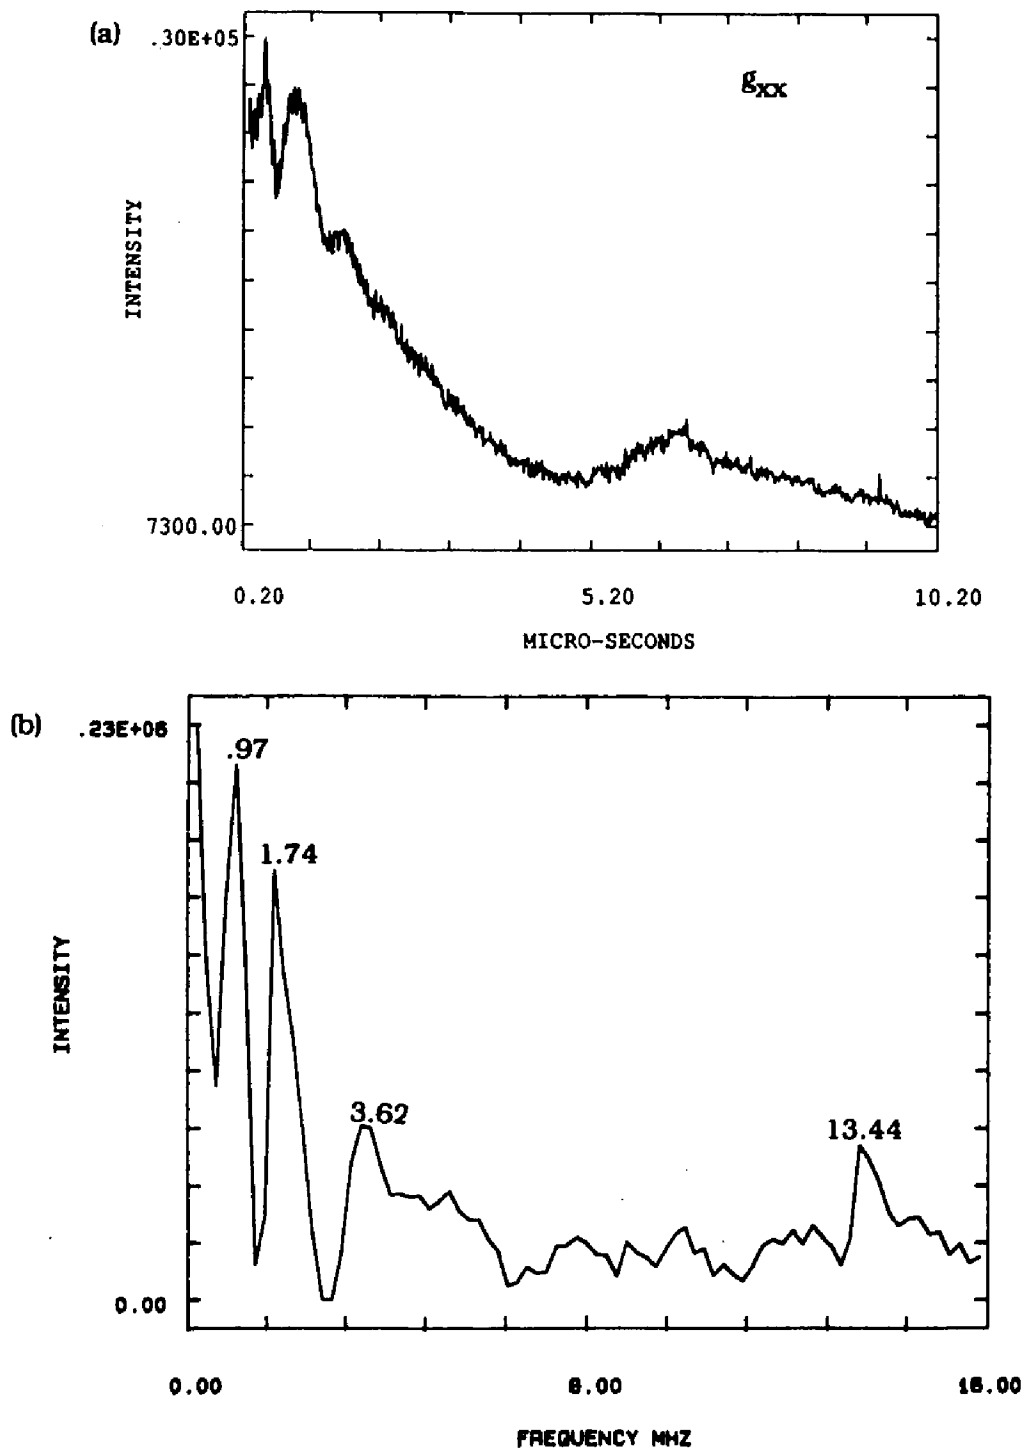 (a)
.30E+05
g_xx
INTENSITY
7300.00
0.20 5.20 10.20
MICRO-SECONDS
(b)
.23E+06
.97
1.74
3.62
13.44
INTENSITY
0.00
0.00 8.00 16.00
FREQUENCY MHZ